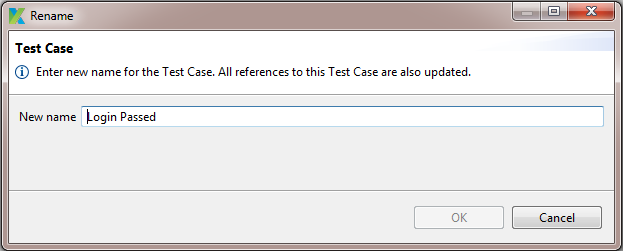 Rename
Test Case
Enter new name for the Test Case. All references to this Test Case are also updated.
New name Login Passed
OK Cancel